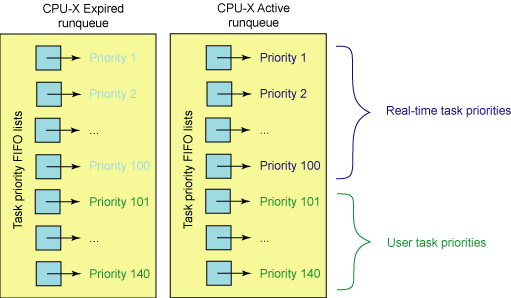 CPU-X Expired
runqueue
Task priority FIFO lists
Priority 1
Priority 2
...
Priority 100
Priority 101
...
Priority 140
CPU-X Active
runqueue
Task priority FIFO lists
Priority 1
Priority 2
...
Priority 100
Priority 101
...
Priority 140
Real-time task priorities
User task priorities